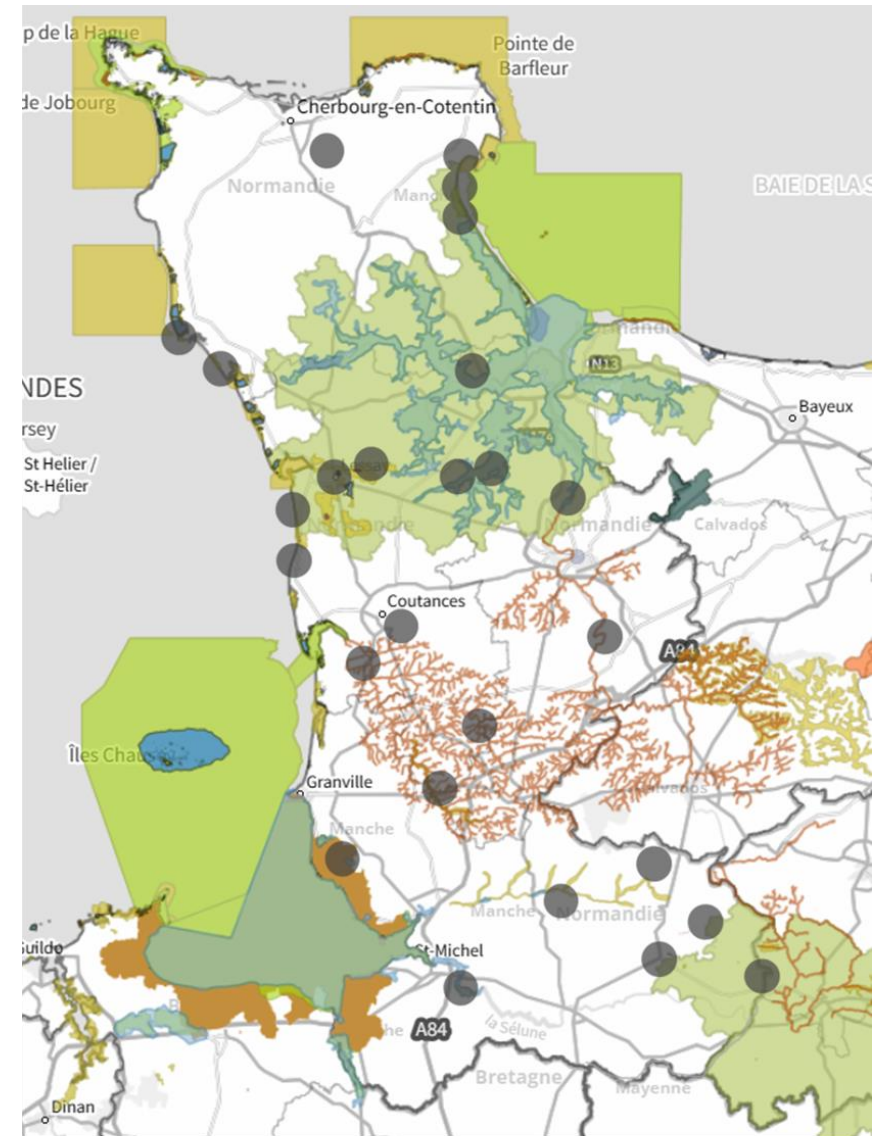 p de la Hague
Pointe de
Barfleur
de Jobourg
Cherbourg-en-Cotentin
Normandie
BAIE DE LA S
N13
NDES
rsey
St Helier /
St-Hélier
Bayeux
Normandie
Calvados
Coutances
A84
Îles Chaus
Granville
Calvados
Manche
Manche
Normandie
Guildo
St-Michel
A84
la Sélune
Bretagne
Mayenne
Dinan